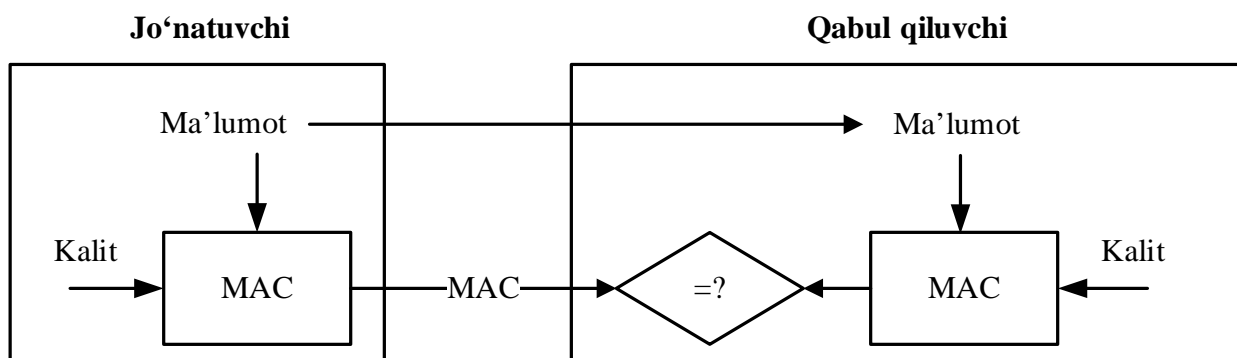 Jo‘natuvchi
Qabul qiluvchi
Ma’lumot
Ma’lumot
Kalit
MAC
MAC
=?
MAC
Kalit